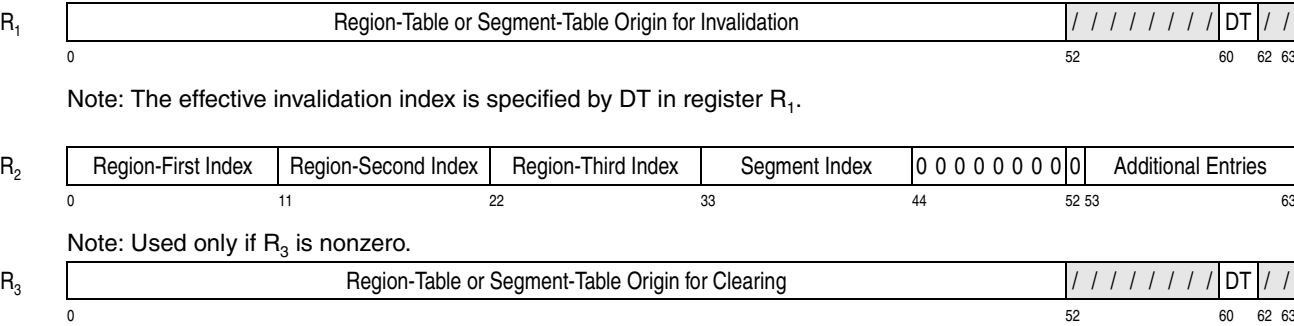 R1 Region-Table or Segment-Table Origin for Invalidation / / / / / / / / DT / /
0 52 60 62 63
Note: The effective invalidation index is specified by DT in register R1.
R2 Region-First Index Region-Second Index Region-Third Index Segment Index 0 0 0 0 0 0 0 0 0 Additional Entries
0 11 22 33 44 52 53 63
Note: Used only if R3 is nonzero.
R3 Region-Table or Segment-Table Origin for Clearing / / / / / / / / DT / /
0 52 60 62 63